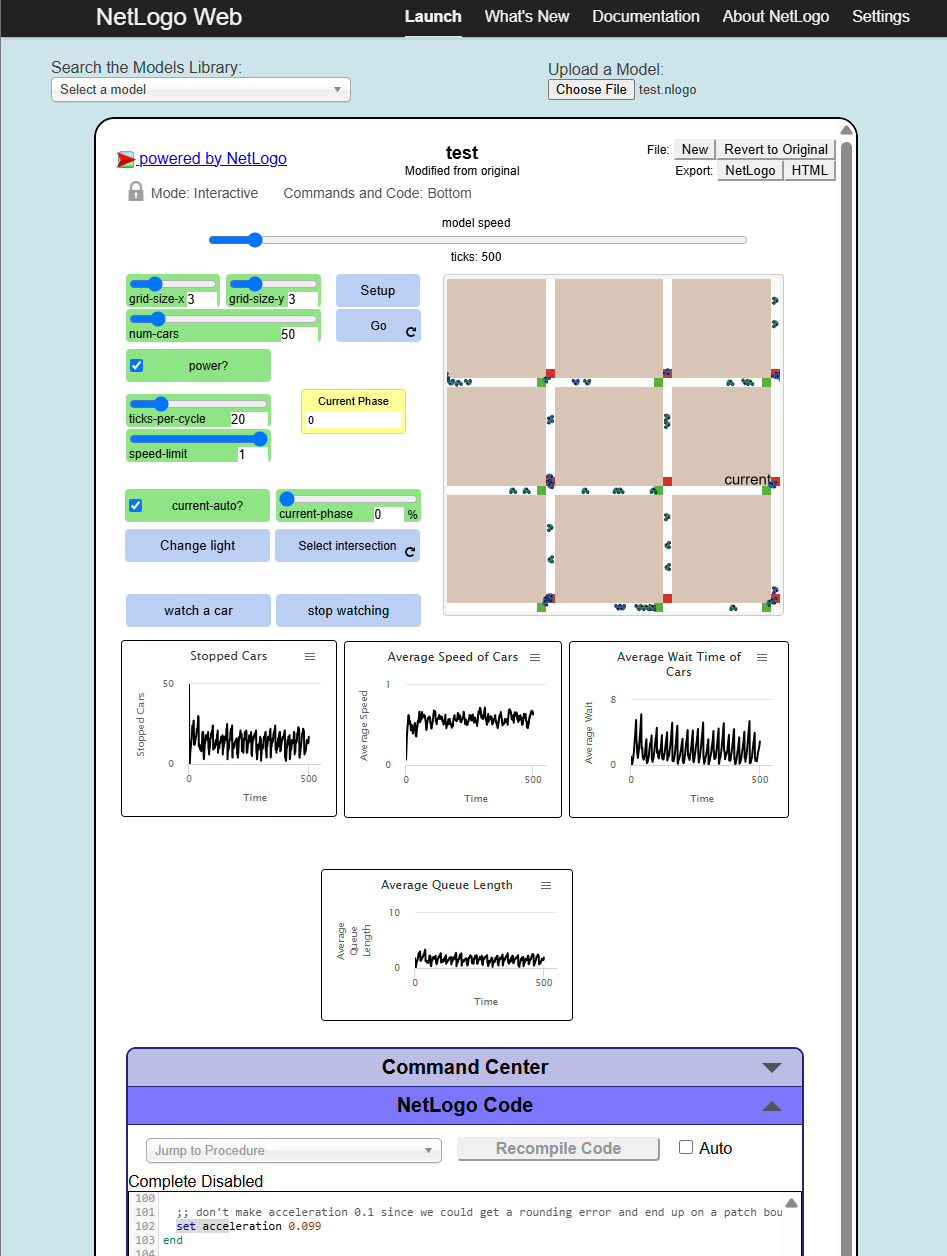 NetLogo Web
Launch What's New Documentation About NetLogo Settings
Search the Models Library:
Select a model
Upload a Model:
Choose File test.nlogo
powered by NetLogo
test
Modified from original
File: New Revert to Original
Export: NetLogo HTML
Mode: Interactive Commands and Code: Bottom
model speed
ticks: 500
grid-size-x 3 grid-size-y 3
Setup
num-cars 50
Go
power?
ticks-per-cycle 20
Current Phase
0
speed-limit 1
current-auto?
current-phase 0 %
Change light
Select intersection
watch a car
stop watching
current
Stopped Cars
50
Stopped Cars
0
0 500
Time
Average Speed of Cars
1
Average Speed
0
0 500
Time
Average Wait Time of
Cars
8
Average Wait
0
0 500
Time
Average Queue Length
10
Average
Queue
Length
0
0 500
Time
Command Center
NetLogo Code
Jump to Procedure
Recompile Code
Auto
Complete Disabled
100
101 ;; don't make acceleration 0.1 since we could get a rounding error and end up on a patch bou
102 set acceleration 0.099
103 end
104